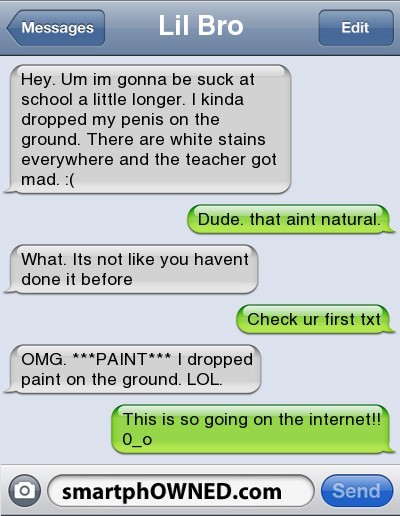 Messages
Lil Bro
Edit
Hey. Um im gonna be suck at
school a little longer. I kinda
dropped my penis on the
ground. There are white stains
everywhere and the teacher got
mad. :(
Dude. that aint natural.
What. Its not like you havent
done it before
Check ur first txt
OMG. ***PAINT*** I dropped
paint on the ground. LOL.
This is so going on the internet!!
0_o
smartphOWNED.com
Send